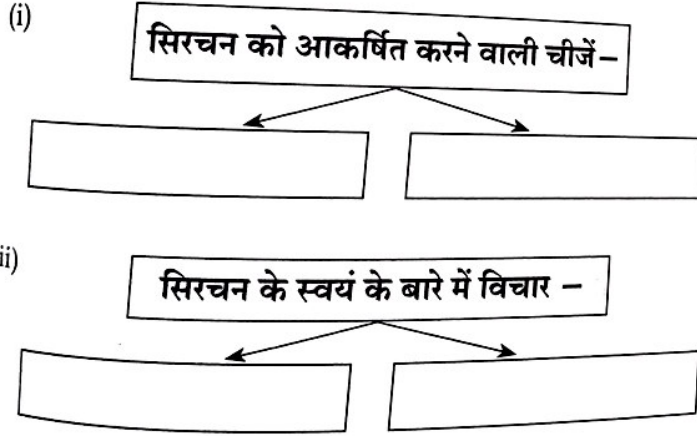 (i)
सिरचन को आकर्षित करने वाली चीजें–
ii)
सिरचन के स्वयं के बारे में विचार –